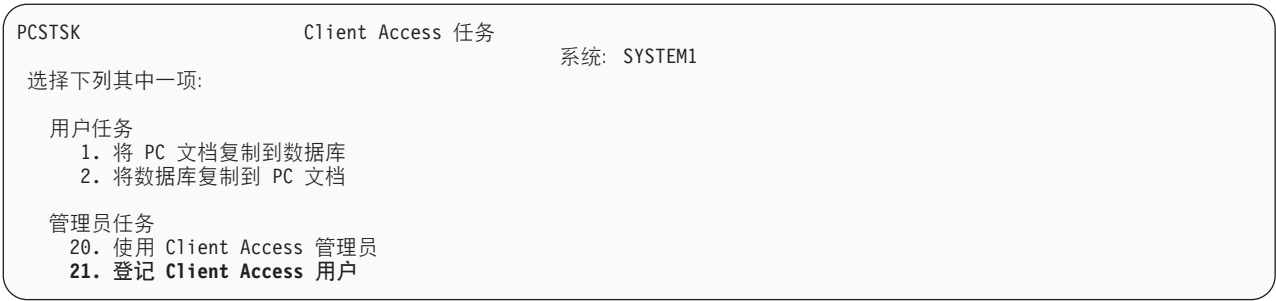 PCSTSK Client Access 任务
系统: SYSTEM1
选择下列其中一项:
用户任务
1. 将 PC 文档复制到数据库
2. 将数据库复制到 PC 文档
管理员任务
20. 使用 Client Access 管理员
21. 登记 Client Access 用户